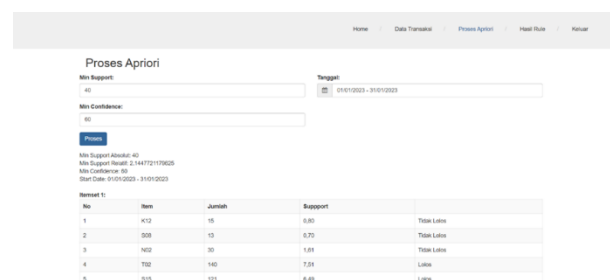 Home / Data Transaksi / Proses Apriori / Hasil Rule / Keluar
Proses Apriori
Min Support: Tanggal:
40 01/01/2023 - 31/01/2023
Min Confidence:
60
Proses
Min Support Absolut: 40
Min Support Relatif: 2.1447721179625
Min Confidence: 50
Start Date: 01/01/2023 - 31/01/2023
Itemset 1:
No Item Jumlah Suppport
1 K12 15 0,80 Tidak Lolos
2 S08 13 0,70 Tidak Lolos
3 N02 30 1,61 Tidak Lolos
4 T02 140 7,51 Lolos
5 S15 121 6,49 Lolos